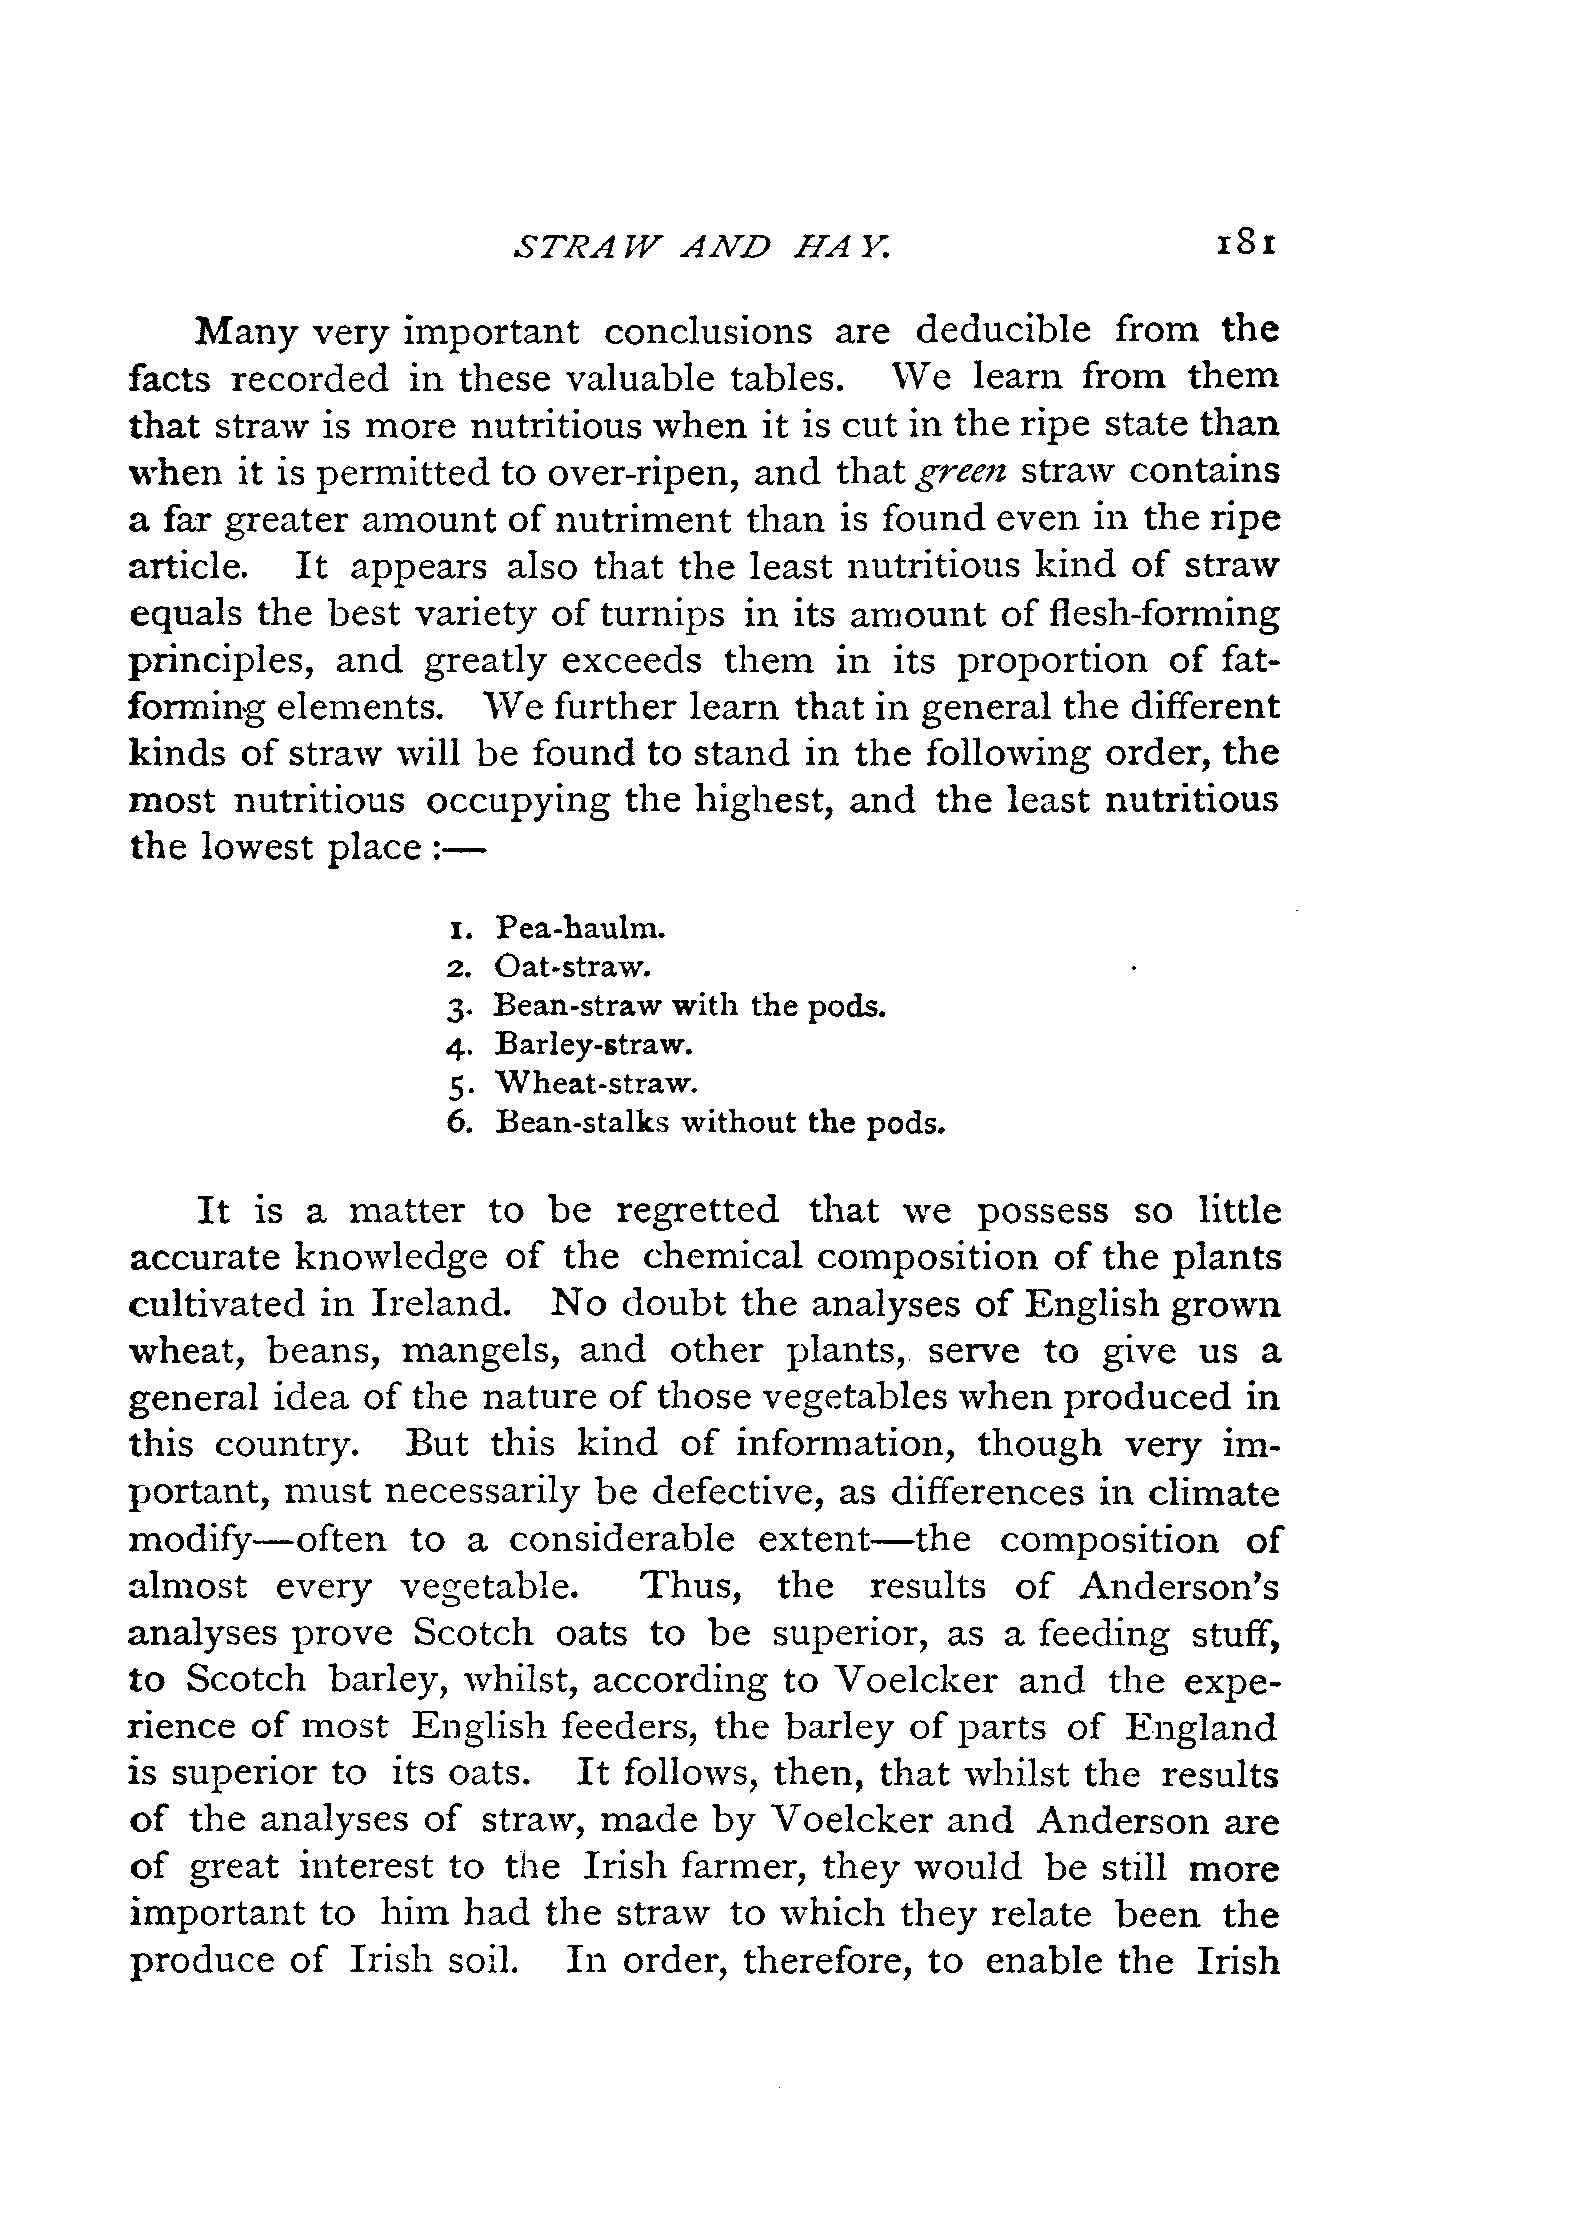 STRAW AND HAY. 181
Many very important conclusions are deducible from the
facts recorded in these valuable tables. We learn from them
that straw is more nutritious when it is cut in the ripe state than
when it is permitted to over-ripen, and that green straw contains
a far greater amount of nutriment than is found even in the ripe
article. It appears also that the least nutritious kind of straw
equals the best variety of turnips in its amount of flesh-forming
principles, and greatly exceeds them in its proportion of fat-
forming elements. We further learn that in general the different
kinds of straw will be found to stand in the following order, the
most nutritious occupying the highest, and the least nutritious
the lowest place :—
1. Pea-haulm.
2. Oat-straw.
3. Bean-straw with the pods.
4. Barley-straw.
5. Wheat-straw.
6. Bean-stalks without the pods.
It is a matter to be regretted that we possess so little
accurate knowledge of the chemical composition of the plants
cultivated in Ireland. No doubt the analyses of English grown
wheat, beans, mangels, and other plants, serve to give us a
general idea of the nature of those vegetables when produced in
this country. But this kind of information, though very im-
portant, must necessarily be defective, as differences in climate
modify—often to a considerable extent—the composition of
almost every vegetable. Thus, the results of Anderson's
analyses prove Scotch oats to be superior, as a feeding stuff,
to Scotch barley, whilst, according to Voelcker and the expe-
rience of most English feeders, the barley of parts of England
is superior to its oats. It follows, then, that whilst the results
of the analyses of straw, made by Voelcker and Anderson are
of great interest to the Irish farmer, they would be still more
important to him had the straw to which they relate been the
produce of Irish soil. In order, therefore, to enable the Irish